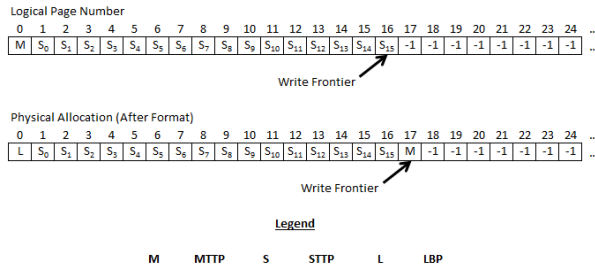 Logical Page Number
0 1 2 3 4 5 6 7 8 9 10 11 12 13 14 15 16 17 18 19 20 21 22 23 24 ..
M S₀ S₁ S₂ S₃ S₄ S₅ S₆ S₇ S₈ S₉ S₁₀ S₁₁ S₁₂ S₁₃ S₁₄ S₁₅ -1 -1 -1 -1 -1 -1 -1 -1 ..
Write Frontier
Physical Allocation (After Format)
0 1 2 3 4 5 6 7 8 9 10 11 12 13 14 15 16 17 18 19 20 21 22 23 24 ..
L S₀ S₁ S₂ S₃ S₄ S₅ S₆ S₇ S₈ S₉ S₁₀ S₁₁ S₁₂ S₁₃ S₁₄ S₁₅ M -1 -1 -1 -1 -1 -1 -1 ..
Write Frontier
Legend
M MTTP S STTP L LBP